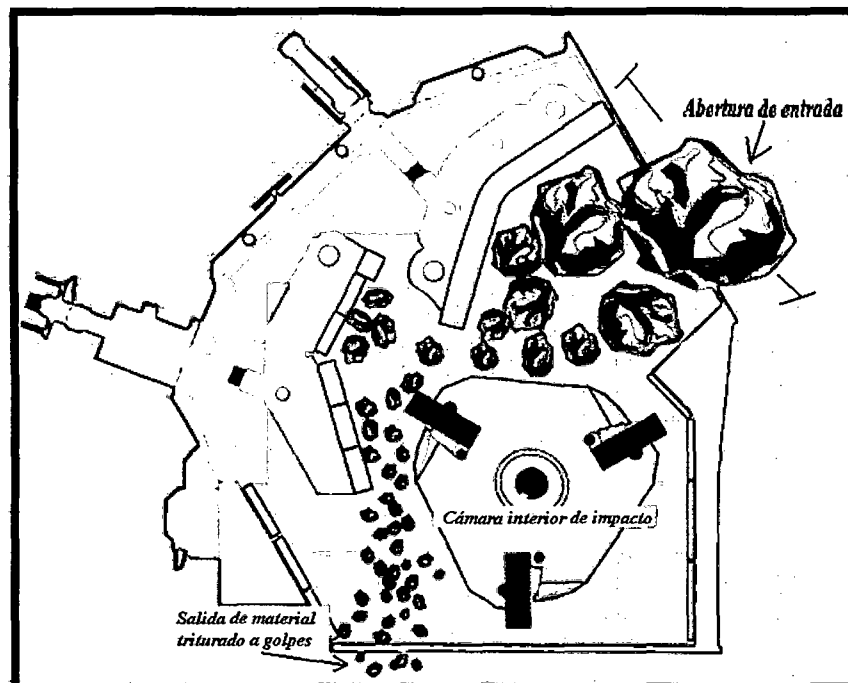 Abertura de entrada
Cámara interior de impacto
Salida de material
triturado a golpes